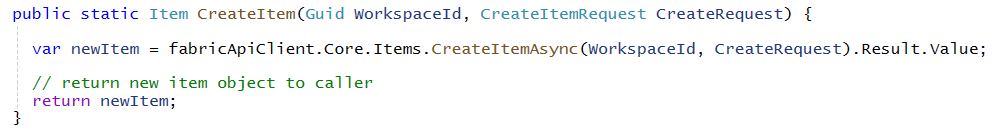 public static Item CreateItem(Guid WorkspaceId, CreateItemRequest CreateRequest) {
var newItem = fabricApiClient.Core.Items.CreateItemAsync(WorkspaceId, CreateRequest).Result.Value;
// return new item object to caller
return newItem;
}